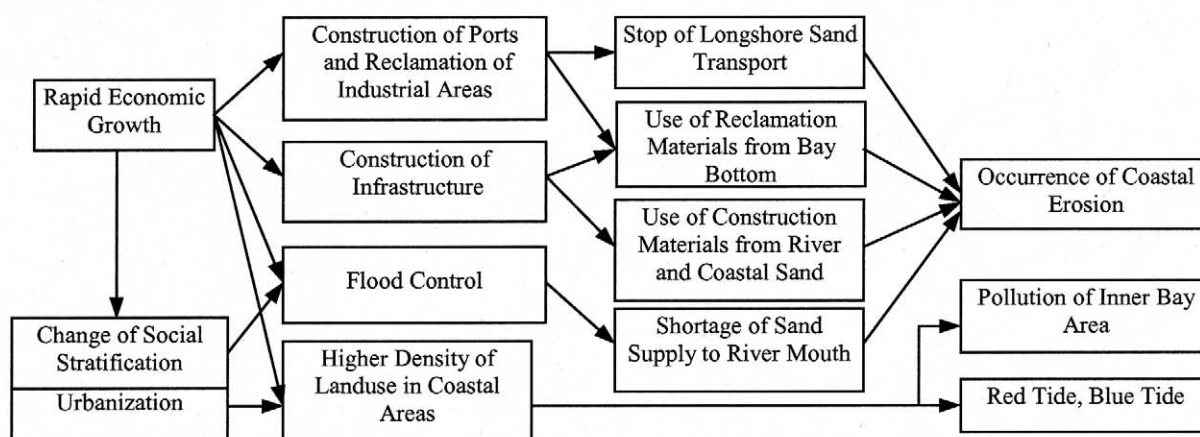 Rapid Economic
Growth
Change of Social
Stratification
Urbanization
Construction of Ports
and Reclamation of
Industrial Areas
Construction of
Infrastructure
Flood Control
Higher Density of
Landuse in Coastal
Areas
Stop of Longshore Sand
Transport
Use of Reclamation
Materials from Bay
Bottom
Use of Construction
Materials from River
and Coastal Sand
Shortage of Sand
Supply to River Mouth
Occurrence of Coastal
Erosion
Pollution of Inner Bay
Area
Red Tide, Blue Tide